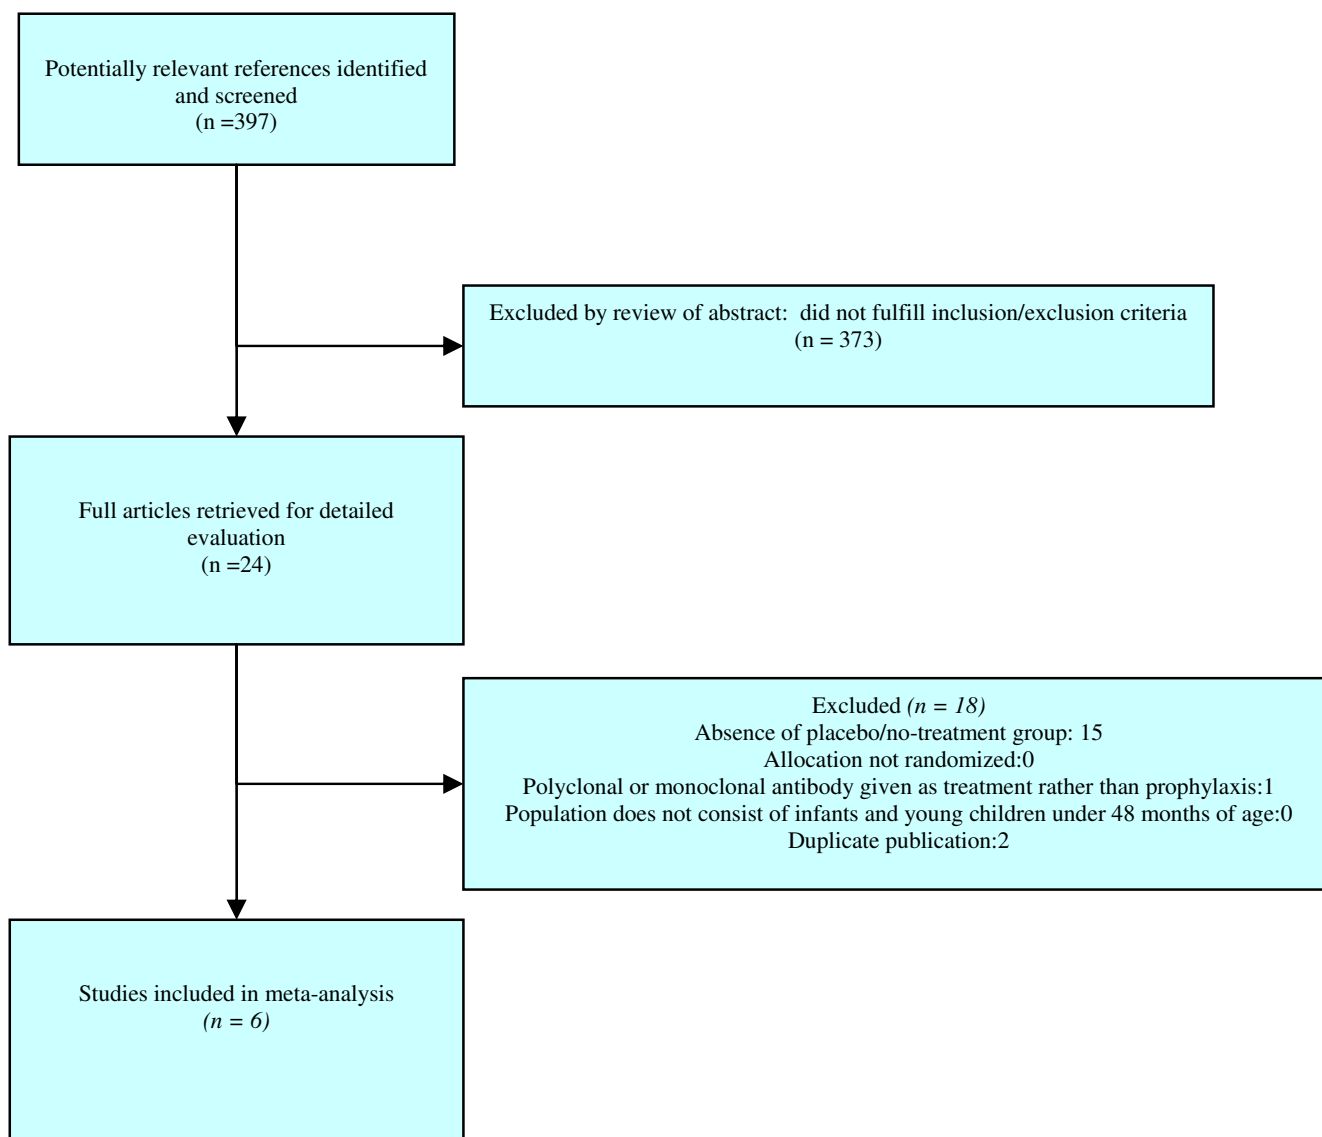 Potentially relevant references identified
and screened
(n =397)
Excluded by review of abstract:  did not fulfill inclusion/exclusion criteria
(n = 373)
Full articles retrieved for detailed
evaluation
(n =24)
Excluded (n = 18)
Absence of placebo/no-treatment group: 15
Allocation not randomized:0
Polyclonal or monoclonal antibody given as treatment rather than prophylaxis:1
Population does not consist of infants and young children under 48 months of age:0
Duplicate publication:2
Studies included in meta-analysis
(n = 6)